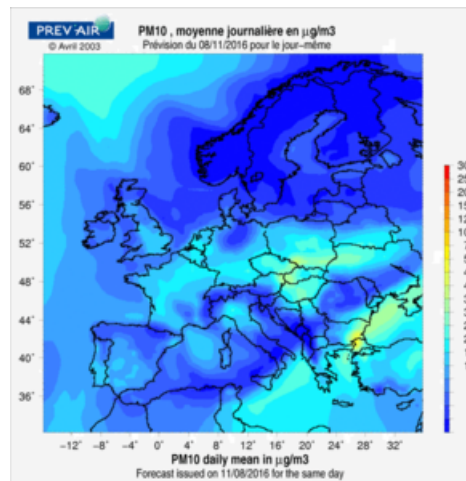 PREV'AIR
© Avril 2003
PM10 , moyenne journalière en µg/m3
Prévision du 08/11/2016 pour le jour-même
68°
64°
60°
56°
52°
48°
44°
40°
36°
-12° -8° -4° 0° 4° 8° 12° 16° 20° 24° 28° 32°
PM10 daily mean in µg/m3
Forecast issued on 11/08/2016 for the same day